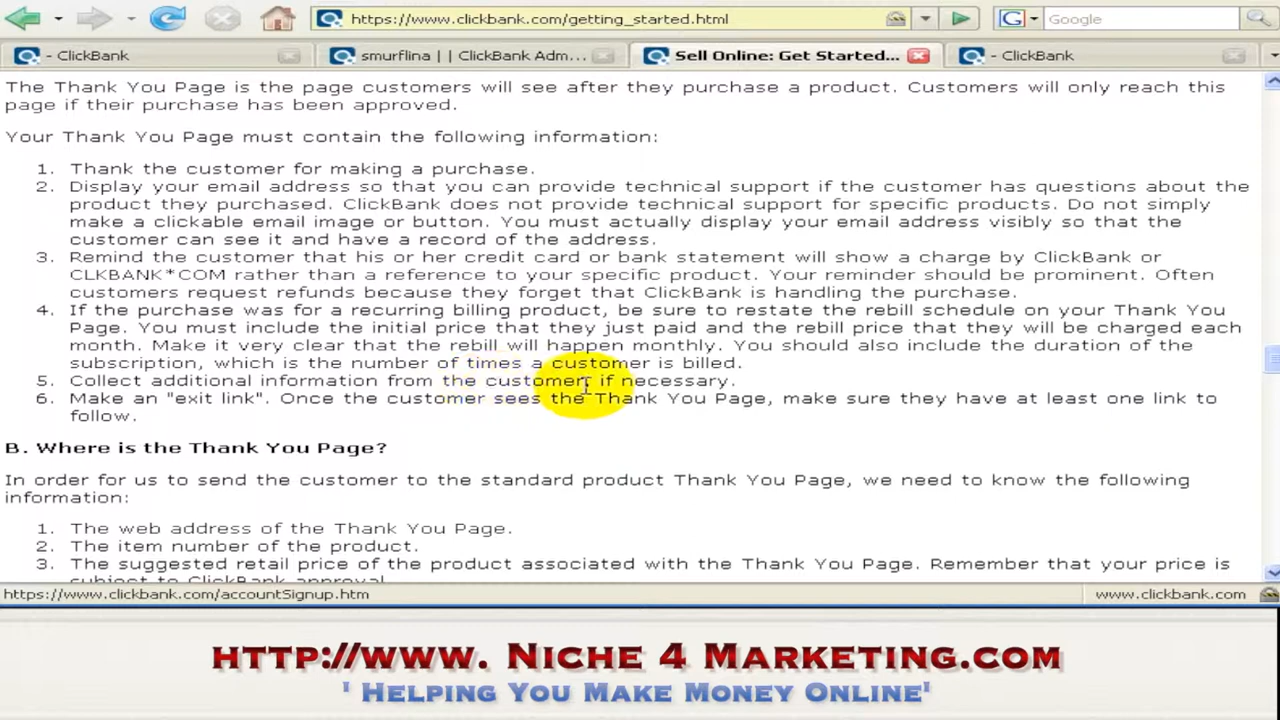 https://www.clickbank.com/getting_started.html
Google
- ClickBank
smurflina | | ClickBank Adm...
Sell Online: Get Started...
- ClickBank
The Thank You Page is the page customers will see after they purchase a product. Customers will only reach this
page if their purchase has been approved.
Your Thank You Page must contain the following information:
1. Thank the customer for making a purchase.
2. Display your email address so that you can provide technical support if the customer has questions about the
product they purchased. ClickBank does not provide technical support for specific products. Do not simply
make a clickable email image or button. You must actually display your email address visibly so that the
customer can see it and have a record of the address.
3. Remind the customer that his or her credit card or bank statement will show a charge by ClickBank or
CLKBANK*COM rather than a reference to your specific product. Your reminder should be prominent. Often
customers request refunds because they forget that ClickBank is handling the purchase.
4. If the purchase was for a recurring billing product, be sure to restate the rebill schedule on your Thank You
Page. You must include the initial price that they just paid and the rebill price that they will be charged each
month. Make it very clear that the rebill will happen monthly. You should also include the duration of the
subscription, which is the number of times a customer is billed.
5. Collect additional information from the customer, if necessary.
6. Make an "exit link". Once the customer sees the Thank You Page, make sure they have at least one link to
follow.
B. Where is the Thank You Page?
In order for us to send the customer to the standard product Thank You Page, we need to know the following
information:
1. The web address of the Thank You Page.
2. The item number of the product.
3. The suggested retail price of the product associated with the Thank You Page. Remember that your price is
subject to ClickBank approval
https://www.clickbank.com/accountSignup.htm
www.clickbank.com
http://www. Niche 4 Marketing.com
' Helping You Make Money Online'